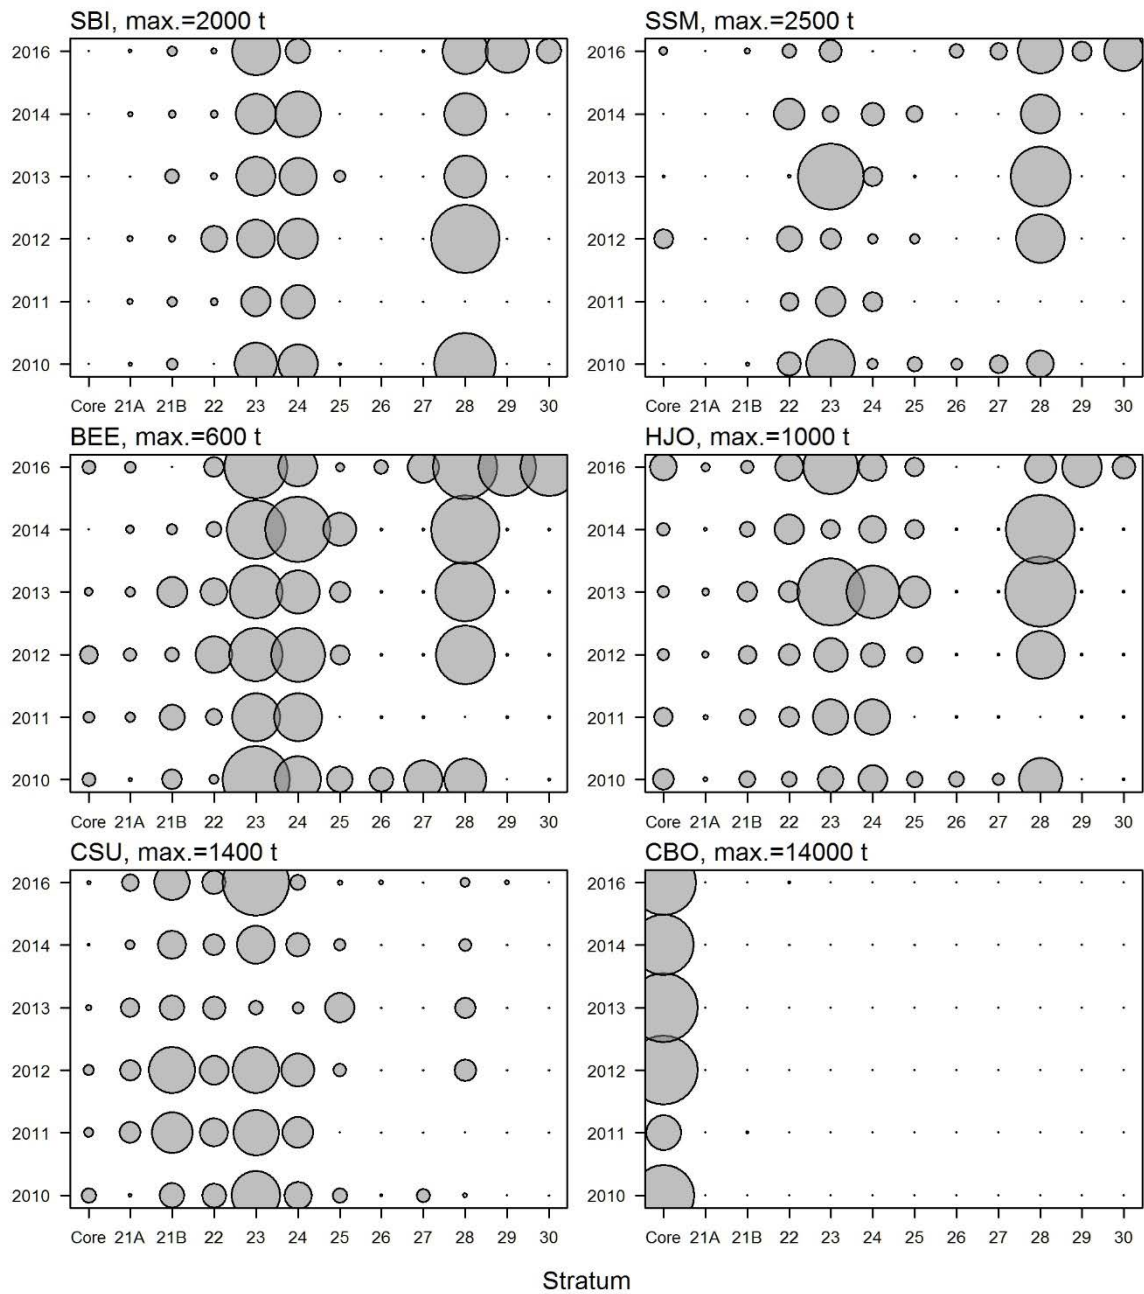 SBI, max.=2000 t
2016
2014
2013
2012
2011
2010
Core 21A 21B 22 23 24 25 26 27 28 29 30
SSM, max.=2500 t
2016
2014
2013
2012
2011
2010
Core 21A 21B 22 23 24 25 26 27 28 29 30
BEE, max.=600 t
2016
2014
2013
2012
2011
2010
Core 21A 21B 22 23 24 25 26 27 28 29 30
HJO, max.=1000 t
2016
2014
2013
2012
2011
2010
Core 21A 21B 22 23 24 25 26 27 28 29 30
CSU, max.=1400 t
2016
2014
2013
2012
2011
2010
Core 21A 21B 22 23 24 25 26 27 28 29 30
CBO, max.=14000 t
2016
2014
2013
2012
2011
2010
Core 21A 21B 22 23 24 25 26 27 28 29 30
Stratum